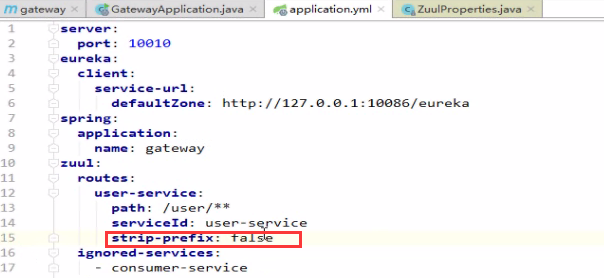 gateway × GatewayApplication.java × application.yml × ZuulProperties.java ×
1 server:
2   port: 10010
3 eureka:
4   client:
5     service-url:
6       defaultZone: http://127.0.0.1:10086/eureka
7 spring:
8   application:
9     name: gateway
10 zuul:
11   routes:
12     user-service:
13       path: /user/**
14       serviceId: user-service
15       strip-prefix: false
16   ignored-services:
17     - consumer-service